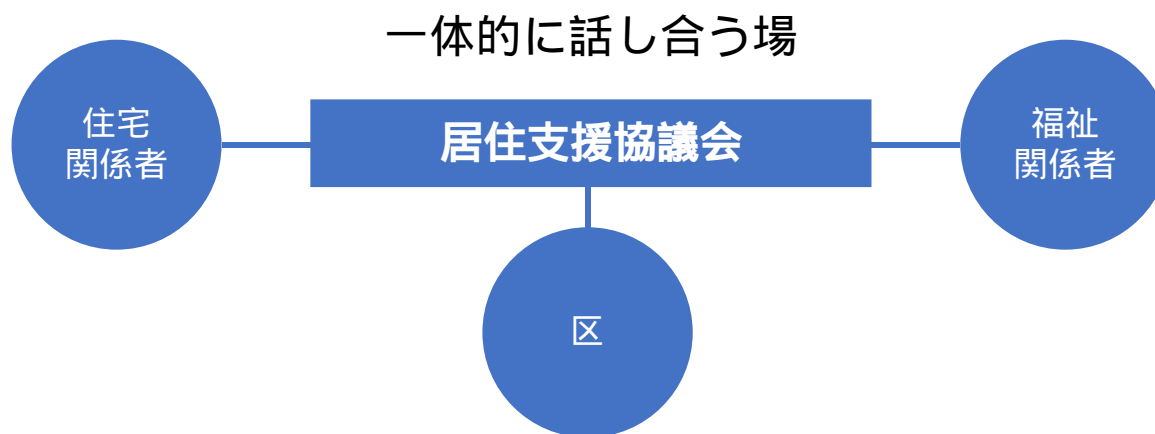 一体的に話し合う場
住宅
関係者
居住支援協議会
福祉
関係者
区